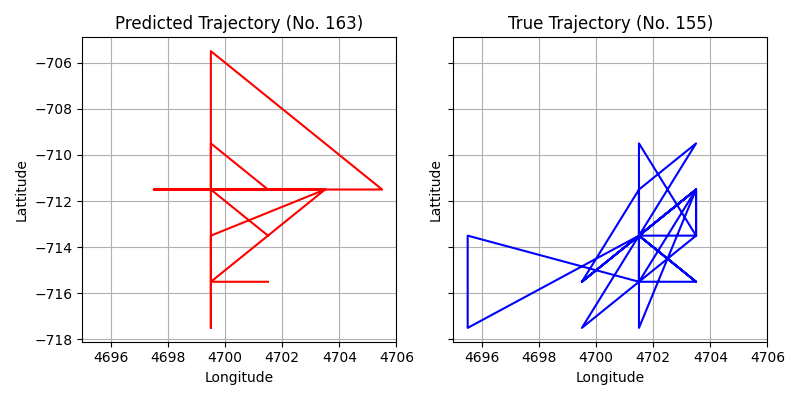 Predicted Trajectory (No. 163)
True Trajectory (No. 155)
Lattitude
−706
−708
−710
−712
−714
−716
−718
4696 4698 4700 4702 4704 4706
Longitude
Lattitude
4696 4698 4700 4702 4704 4706
Longitude